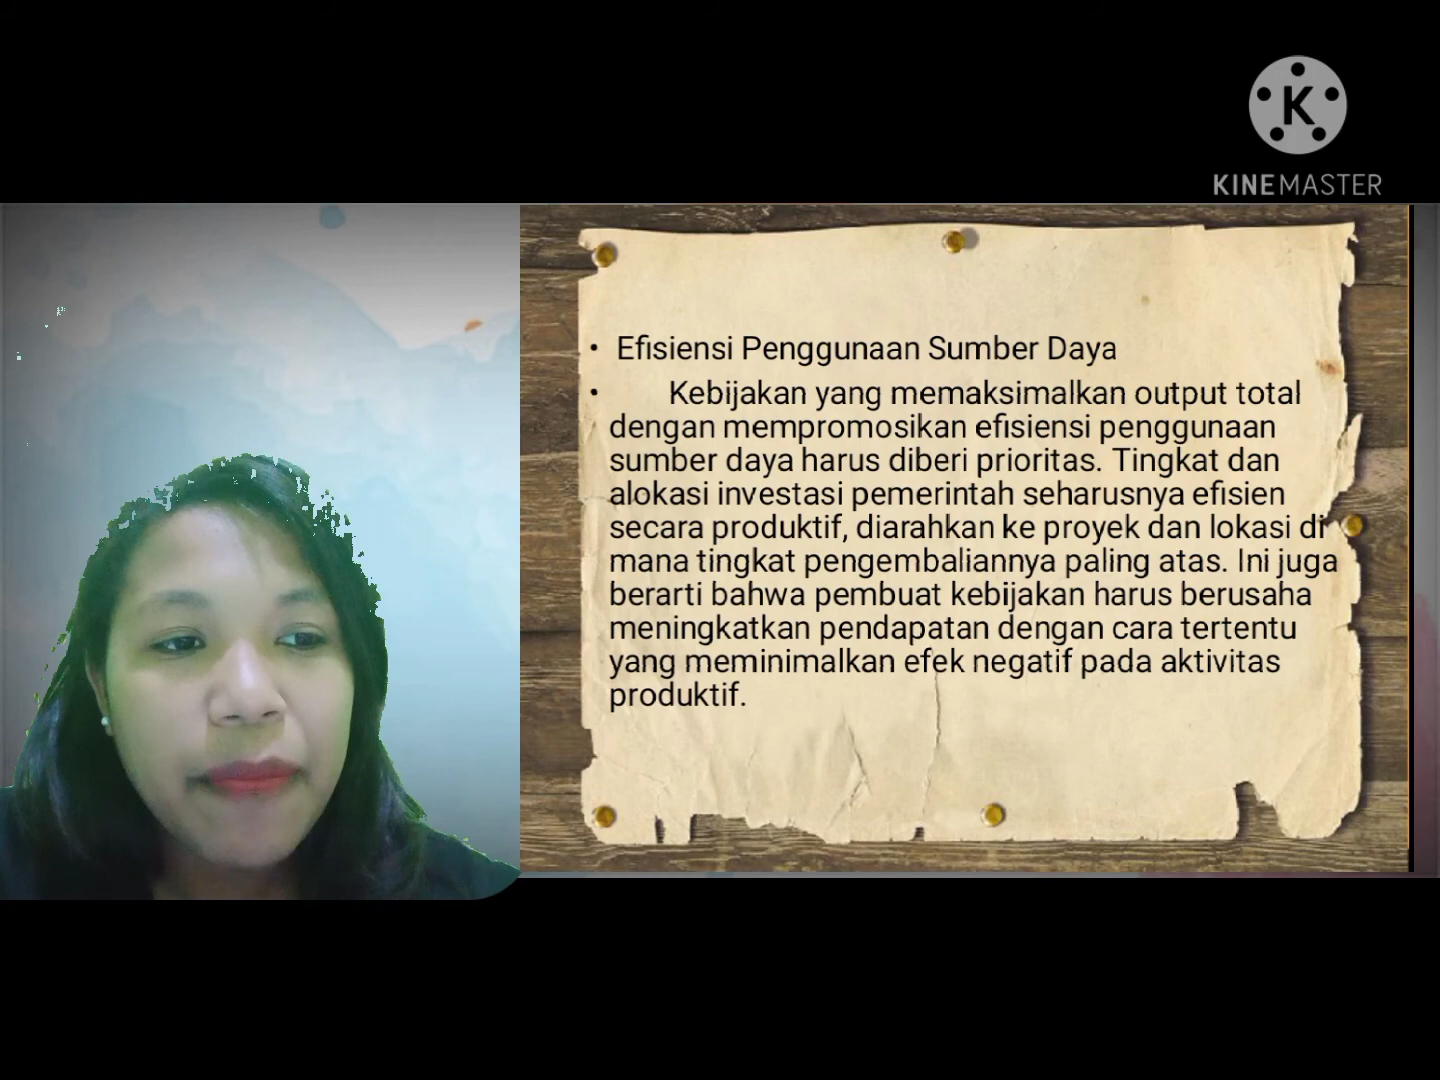 K
KINEMASTER
• Efisiensi Penggunaan Sumber Daya
• Kebijakan yang memaksimalkan output total
dengan mempromosikan efisiensi penggunaan
sumber daya harus diberi prioritas. Tingkat dan
alokasi investasi pemerintah seharusnya efisien
secara produktif, diarahkan ke proyek dan lokasi di
mana tingkat pengembaliannya paling atas. Ini juga
berarti bahwa pembuat kebijakan harus berusaha
meningkatkan pendapatan dengan cara tertentu
yang meminimalkan efek negatif pada aktivitas
produktif.